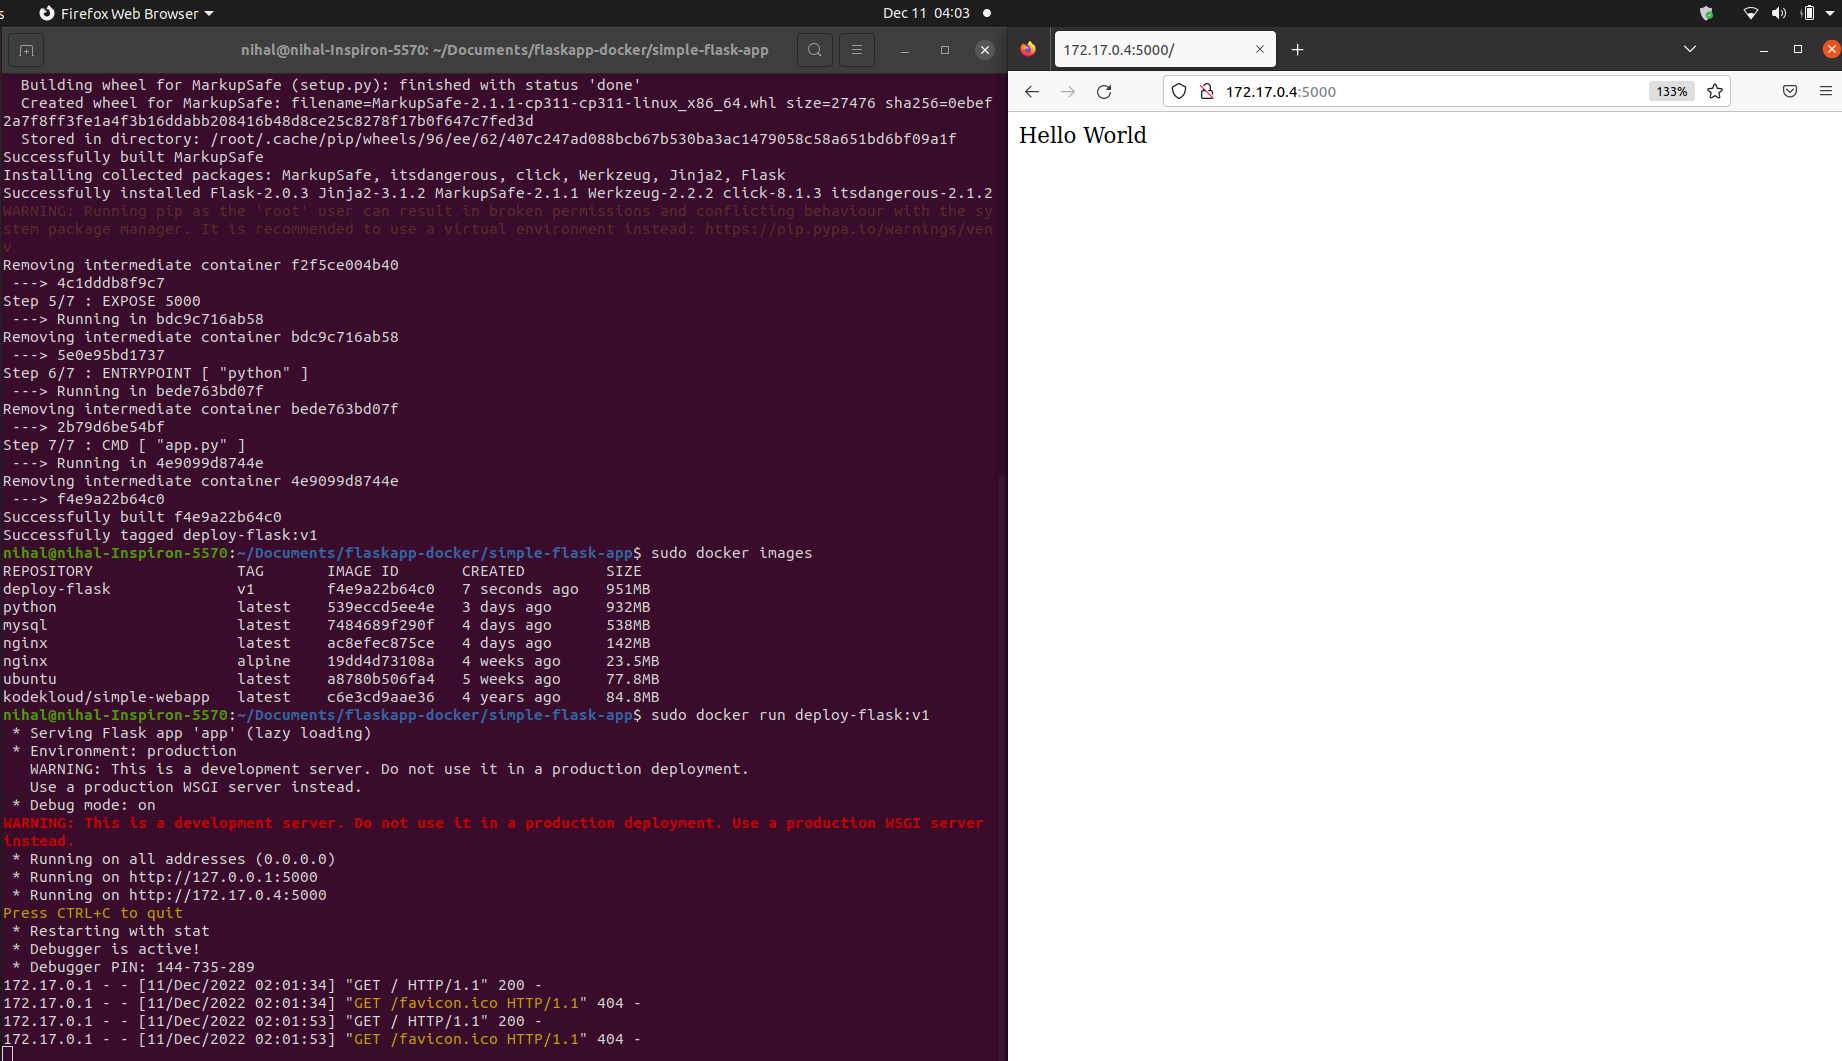 s Firefox Web Browser Dec 11 04:03
nihal@nihal-Inspiron-5570: ~/Documents/flaskapp-docker/simple-flask-app
  Building wheel for MarkupSafe (setup.py): finished with status 'done'
  Created wheel for MarkupSafe: filename=MarkupSafe-2.1.1-cp311-cp311-linux_x86_64.whl size=27476 sha256=0ebef
2a7f8ff3fe1a4f3b16ddabb208416b48d8ce25c8278f17b0f647c7fed3d
  Stored in directory: /root/.cache/pip/wheels/96/ee/62/407c247ad088bcb67b530ba3ac1479058c58a651bd6bf09a1f
Successfully built MarkupSafe
Installing collected packages: MarkupSafe, itsdangerous, click, Werkzeug, Jinja2, Flask
Successfully installed Flask-2.0.3 Jinja2-3.1.2 MarkupSafe-2.1.1 Werkzeug-2.2.2 click-8.1.3 itsdangerous-2.1.2
WARNING: Running pip as the 'root' user can result in broken permissions and conflicting behaviour with the sy
stem package manager. It is recommended to use a virtual environment instead: https://pip.pypa.io/warnings/ven
v
Removing intermediate container f2f5ce004b40
 ---> 4c1dddb8f9c7
Step 5/7 : EXPOSE 5000
 ---> Running in bdc9c716ab58
Removing intermediate container bdc9c716ab58
 ---> 5e0e95bd1737
Step 6/7 : ENTRYPOINT [ "python" ]
 ---> Running in bede763bd07f
Removing intermediate container bede763bd07f
 ---> 2b79d6be54bf
Step 7/7 : CMD [ "app.py" ]
 ---> Running in 4e9099d8744e
Removing intermediate container 4e9099d8744e
 ---> f4e9a22b64c0
Successfully built f4e9a22b64c0
Successfully tagged deploy-flask:v1
nihal@nihal-Inspiron-5570:~/Documents/flaskapp-docker/simple-flask-app$ sudo docker images
REPOSITORY                TAG       IMAGE ID       CREATED         SIZE
deploy-flask              v1        f4e9a22b64c0   7 seconds ago   951MB
python                    latest    539eccd5ee4e   3 days ago      932MB
mysql                     latest    7484689f290f   4 days ago      538MB
nginx                     latest    ac8efec875ce   4 days ago      142MB
nginx                     alpine    19dd4d73108a   4 weeks ago     23.5MB
ubuntu                    latest    a8780b506fa4   5 weeks ago     77.8MB
kodekloud/simple-webapp   latest    c6e3cd9aae36   4 years ago     84.8MB
nihal@nihal-Inspiron-5570:~/Documents/flaskapp-docker/simple-flask-app$ sudo docker run deploy-flask:v1
 * Serving Flask app 'app' (lazy loading)
 * Environment: production
   WARNING: This is a development server. Do not use it in a production deployment.
   Use a production WSGI server instead.
 * Debug mode: on
WARNING: This is a development server. Do not use it in a production deployment. Use a production WSGI server
instead.
 * Running on all addresses (0.0.0.0)
 * Running on http://127.0.0.1:5000
 * Running on http://172.17.0.4:5000
Press CTRL+C to quit
 * Restarting with stat
 * Debugger is active!
 * Debugger PIN: 144-735-289
172.17.0.1 - - [11/Dec/2022 02:01:34] "GET / HTTP/1.1" 200 -
172.17.0.1 - - [11/Dec/2022 02:01:34] "GET /favicon.ico HTTP/1.1" 404 -
172.17.0.1 - - [11/Dec/2022 02:01:53] "GET / HTTP/1.1" 200 -
172.17.0.1 - - [11/Dec/2022 02:01:53] "GET /favicon.ico HTTP/1.1" 404 -
172.17.0.4:5000/
172.17.0.4:5000 133%
Hello World